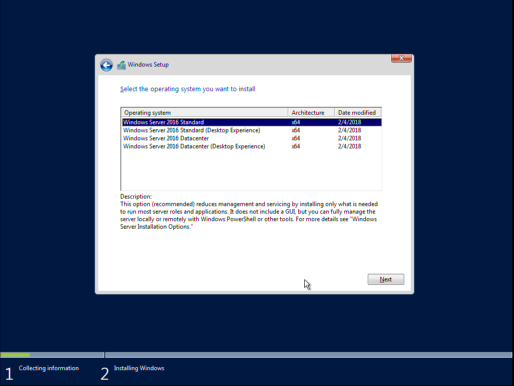 Windows Setup
Select the operating system you want to install
Operating system Architecture Date modified
Windows Server 2016 Standard x64 2/4/2018
Windows Server 2016 Standard (Desktop Experience) x64 2/4/2018
Windows Server 2016 Datacenter x64 2/4/2018
Windows Server 2016 Datacenter (Desktop Experience) x64 2/4/2018
Description:
This option (recommended) reduces management and servicing by installing only what is needed
to run most server roles and applications. It does not include a GUI, but you can fully manage the
server locally or remotely with Windows PowerShell or other tools. For more details see "Windows
Server Installation Options."
Next
1 Collecting information 2 Installing Windows